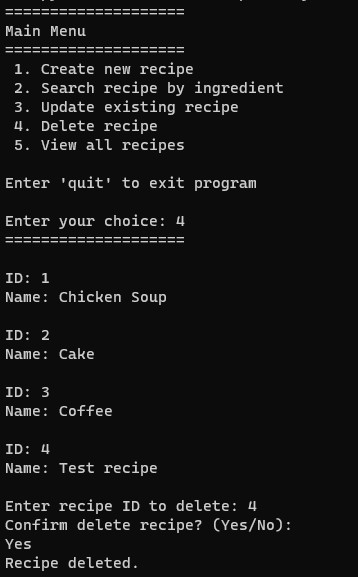 ====================
Main Menu
====================
1. Create new recipe
2. Search recipe by ingredient
3. Update existing recipe
4. Delete recipe
5. View all recipes
Enter 'quit' to exit program
Enter your choice: 4
====================
ID: 1
Name: Chicken Soup
ID: 2
Name: Cake
ID: 3
Name: Coffee
ID: 4
Name: Test recipe
Enter recipe ID to delete: 4
Confirm delete recipe? (Yes/No):
Yes
Recipe deleted.